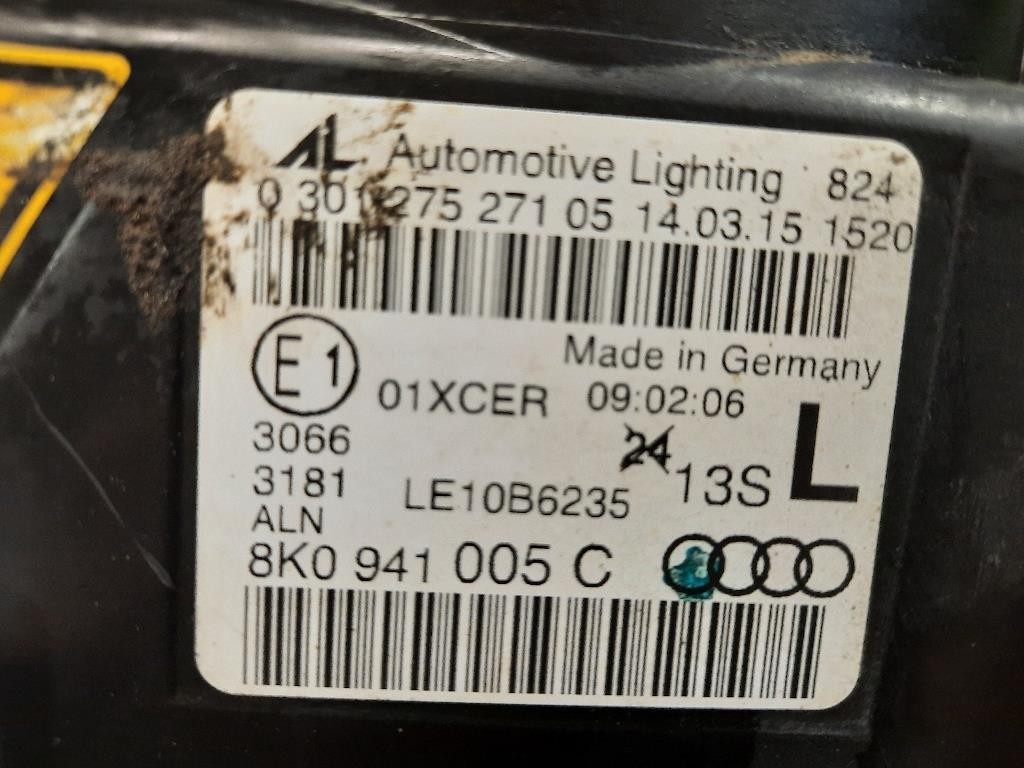 AL Automotive Lighting 824
0 301 275 271 05 14.03.15 1520
Made in Germany
E1 01XCER 09:02:06
3066 24
3181 LE10B6235 13S L
ALN
8K0 941 005 C